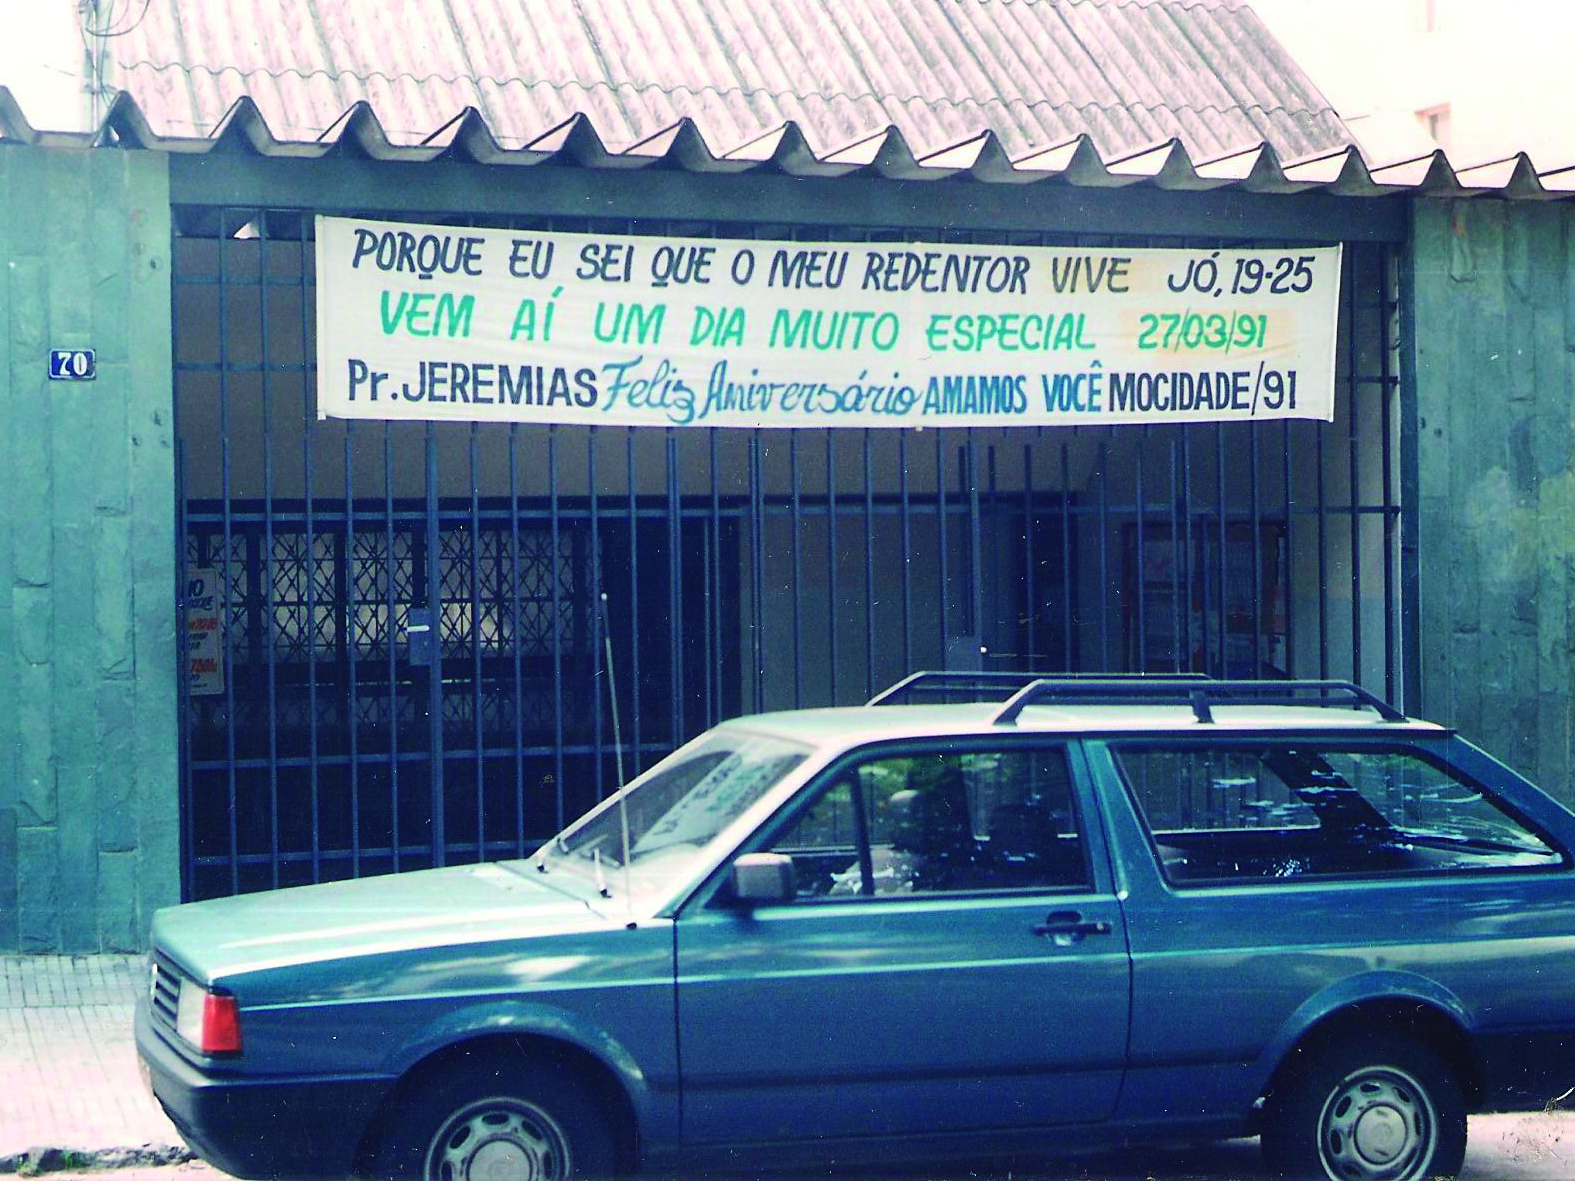 PORQUE EU SEI QUE O MEU REDENTOR VIVE JÓ, 19-25
VEM AÍ UM DIA MUITO ESPECIAL 27/03/91
Pr. JEREMIAS Feliz Aniversário AMAMOS VOCÊ MOCIDADE/91
70